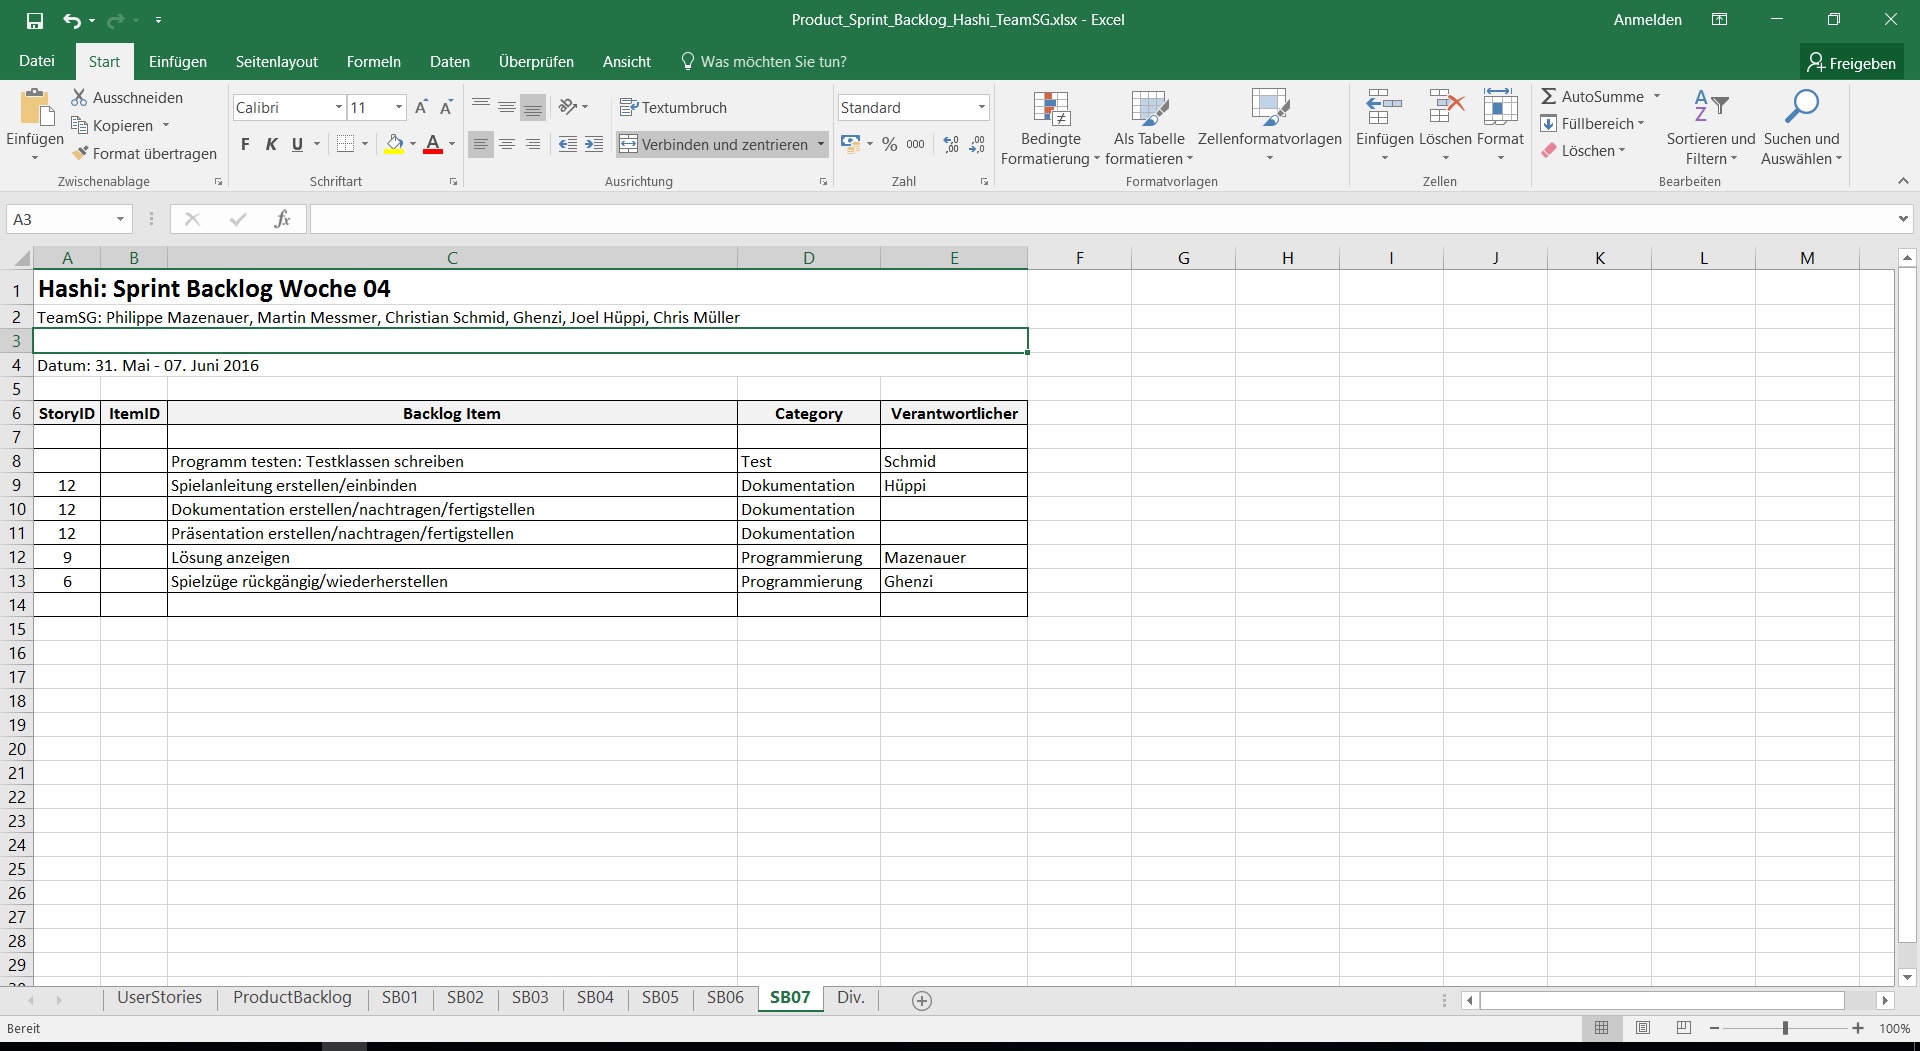 Product_Sprint_Backlog_Hashi_TeamSG.xlsx - Excel
Anmelden
Datei Start Einfügen Seitenlayout Formeln Daten Überprüfen Ansicht Was möchten Sie tun? Freigeben
Einfügen
Ausschneiden
Kopieren
Format übertragen
Zwischenablage
Calibri 11
F K U A
Schriftart
Textumbruch
Verbinden und zentrieren
Ausrichtung
Standard
% 000
Zahl
Bedingte Formatierung
Als Tabelle formatieren
Zellenformatvorlagen
Formatvorlagen
Einfügen Löschen Format
Zellen
AutoSumme
Füllbereich
Löschen
Sortieren und Filtern
Suchen und Auswählen
Bearbeiten
A3 fx
A B C D E F G H I J K L M
1 Hashi: Sprint Backlog Woche 04
2 TeamSG: Philippe Mazenauer, Martin Messmer, Christian Schmid, Ghenzi, Joel Hüppi, Chris Müller
3
4 Datum: 31. Mai - 07. Juni 2016
5
6 StoryID ItemID Backlog Item Category Verantwortlicher
7
8 Programm testen: Testklassen schreiben Test Schmid
9 12 Spielanleitung erstellen/einbinden Dokumentation Hüppi
10 12 Dokumentation erstellen/nachtragen/fertigstellen Dokumentation
11 12 Präsentation erstellen/nachtragen/fertigstellen Dokumentation
12 9 Lösung anzeigen Programmierung Mazenauer
13 6 Spielzüge rückgängig/wiederherstellen Programmierung Ghenzi
14
15
16
17
18
19
20
21
22
23
24
25
26
27
28
29
UserStories ProductBacklog SB01 SB02 SB03 SB04 SB05 SB06 SB07 Div.
Bereit 100%